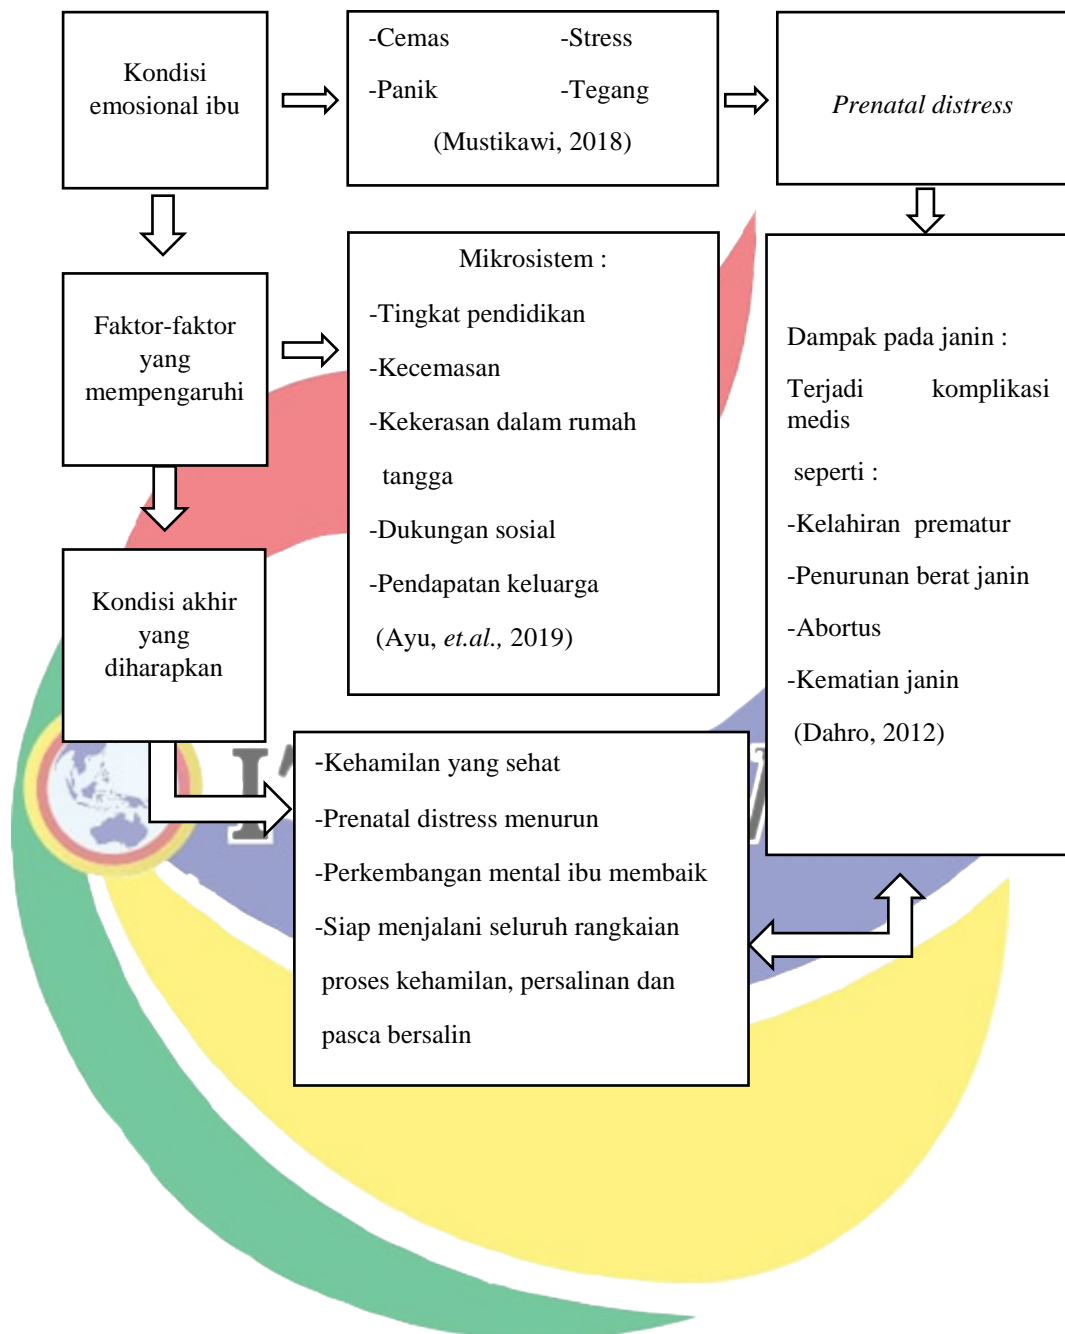 Kondisi
emosional ibu
-Cemas -Stress
-Panik -Tegang
(Mustikawi, 2018)
Prenatal distress
Faktor-faktor
yang
mempengaruhi
Mikrosistem :
-Tingkat pendidikan
-Kecemasan
-Kekerasan dalam rumah
tangga
-Dukungan sosial
-Pendapatan keluarga
(Ayu, et.al., 2019)
Dampak pada janin :
Terjadi komplikasi
medis
seperti :
-Kelahiran prematur
-Penurunan berat janin
-Abortus
-Kematian janin
(Dahro, 2012)
Kondisi akhir
yang
diharapkan
-Kehamilan yang sehat
-Prenatal distress menurun
-Perkembangan mental ibu membaik
-Siap menjalani seluruh rangkaian
proses kehamilan, persalinan dan
pasca bersalin